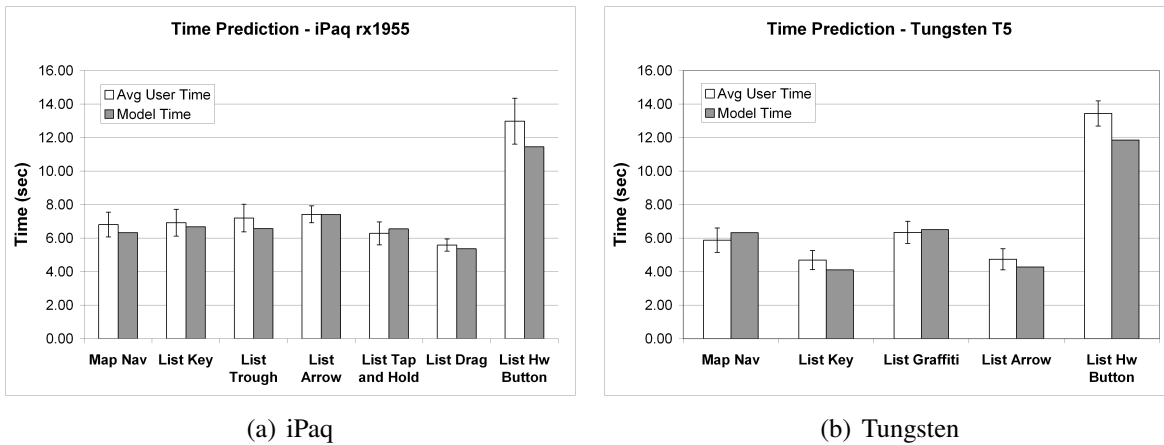 Time Prediction - iPaq rx1955
16.00
14.00
12.00
10.00
8.00
6.00
4.00
2.00
0.00
Time (sec)
Avg User Time
Model Time
Map Nav
List Key
List Trough
List Arrow
List Tap and Hold
List Drag
List Hw Button
(a) iPaq
Time Prediction - Tungsten T5
16.00
14.00
12.00
10.00
8.00
6.00
4.00
2.00
0.00
Time (sec)
Avg User Time
Model Time
Map Nav
List Key
List Graffiti
List Arrow
List Hw Button
(b) Tungsten